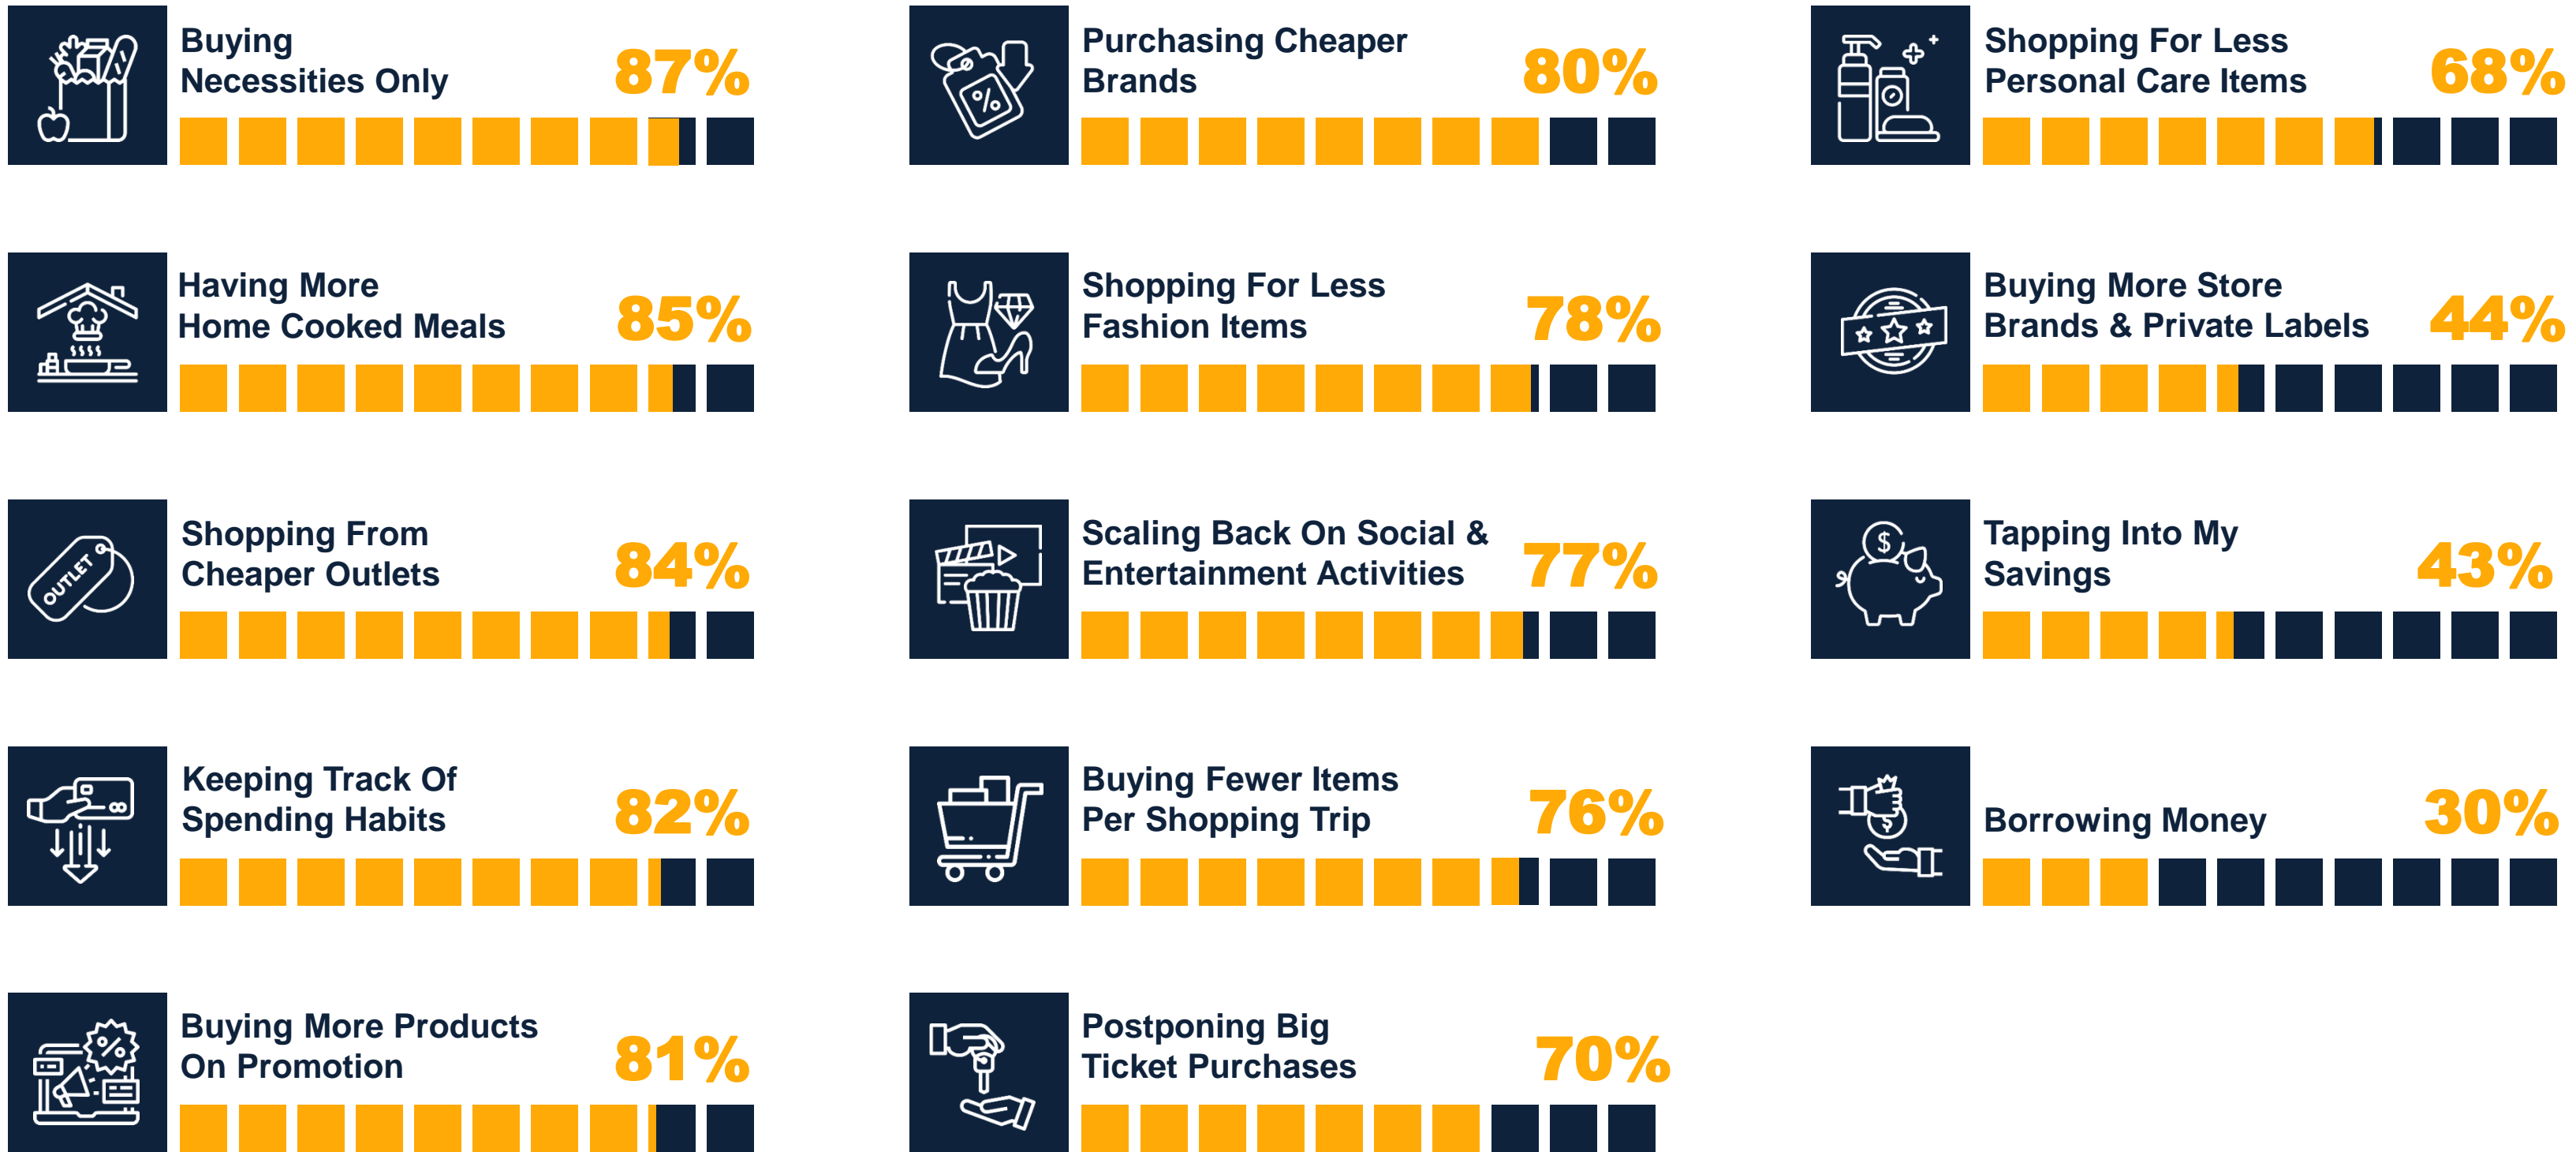 Buying
Necessities Only
87%
Having More
Home Cooked Meals
85%
OUTLET
Shopping From
Cheaper Outlets
84%
Keeping Track Of
Spending Habits
82%
%
Buying More Products
On Promotion
81%
%
Purchasing Cheaper
Brands
80%
Shopping For Less
Fashion Items
78%
Scaling Back On Social &
Entertainment Activities
77%
Buying Fewer Items
Per Shopping Trip
76%
Postponing Big
Ticket Purchases
70%
Shopping For Less
Personal Care Items
68%
Buying More Store
Brands & Private Labels
44%
$
Tapping Into My
Savings
43%
$
Borrowing Money
30%